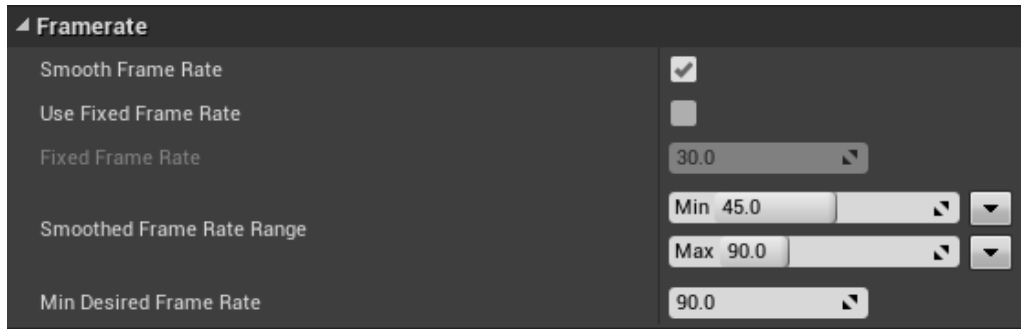 Framerate
Smooth Frame Rate
Use Fixed Frame Rate
Fixed Frame Rate 30.0
Min 45.0
Smoothed Frame Rate Range
Max 90.0
Min Desired Frame Rate 90.0